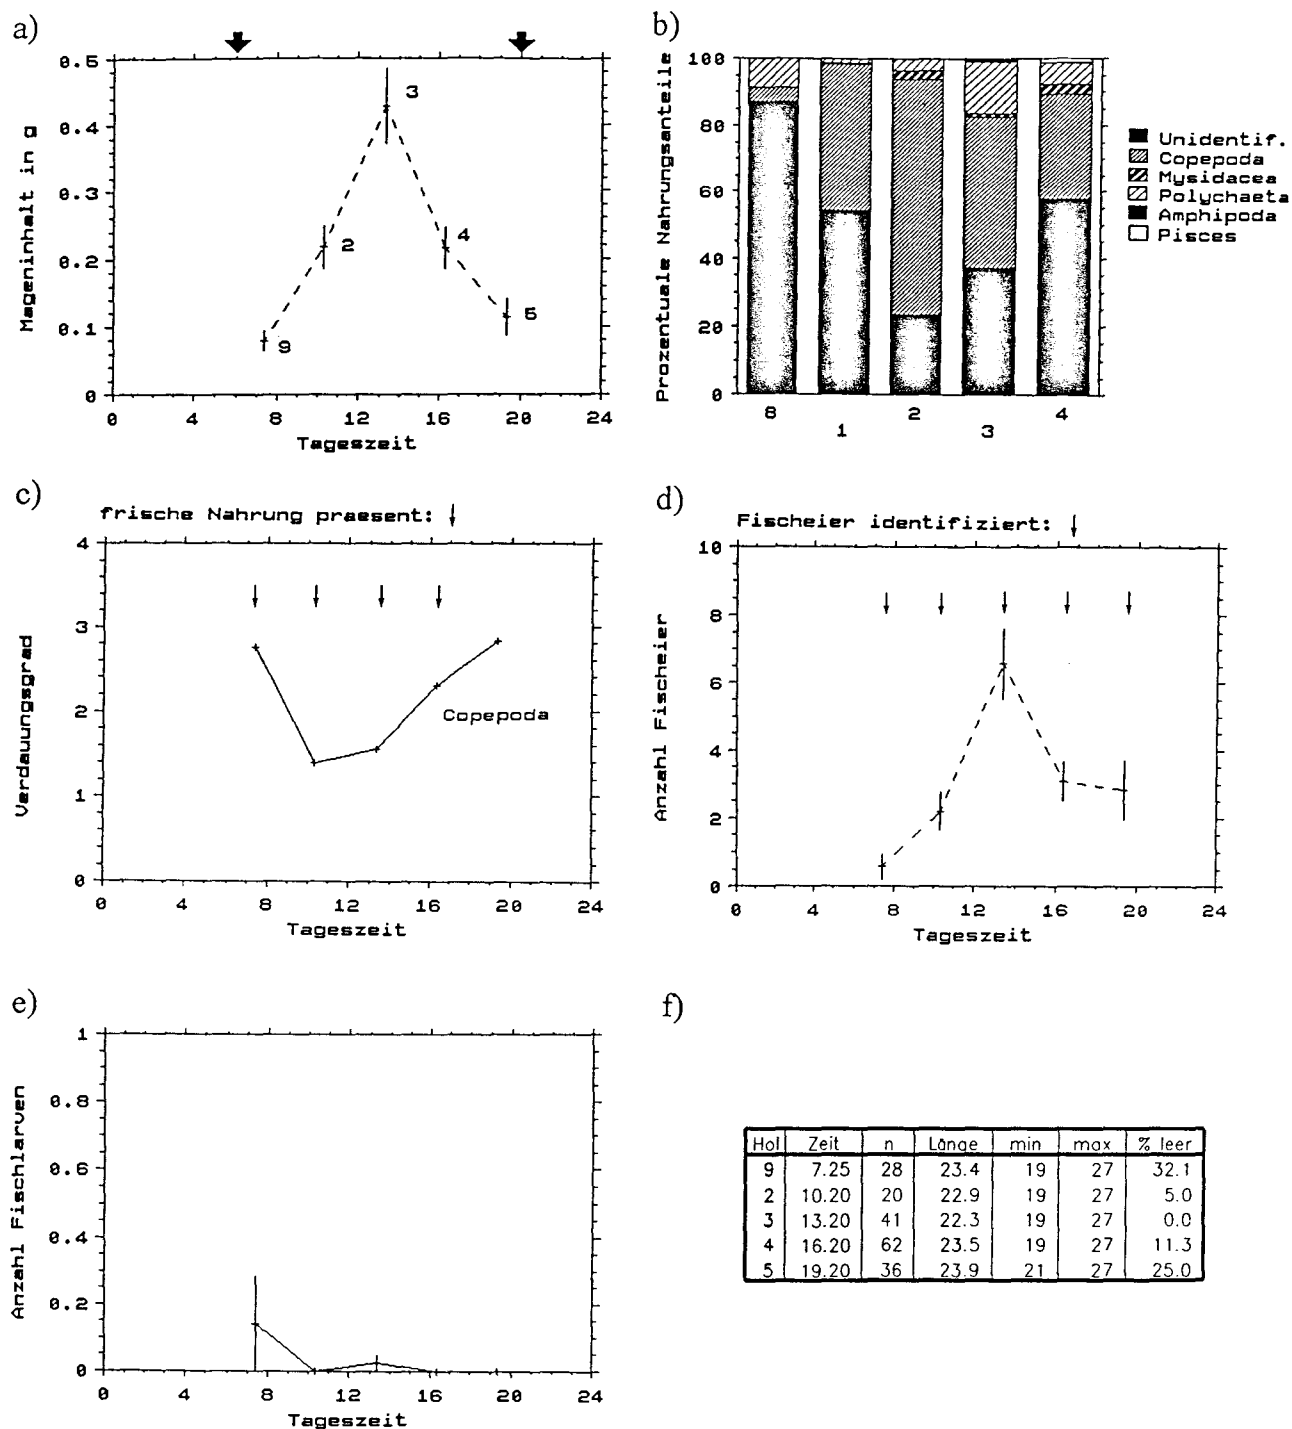 a)
0.5
0.4
0.3
0.2
0.1
0
Mageninhalt in g
9
2
3
4
5
0 4 8 12 16 20 24
Tageszeit
b)
100
80
60
40
20
0
Prozentuale Nahrungsanteile
8 1 2 3 4
Unidentif.
Copepoda
Mysidacea
Polychaeta
Amphipoda
Pisces
c)
frische Nahrung praesent:
4
3
2
1
0
Verdauungsgrad
Copepoda
0 4 8 12 16 20 24
Tageszeit
d)
Fischeier identifiziert:
10
8
6
4
2
0
Anzahl Fischeier
0 4 8 12 16 20 24
Tageszeit
e)
1
0.8
0.6
0.4
0.2
0
Anzahl Fischlarven
0 4 8 12 16 20 24
Tageszeit
f)
Hol Zeit n Länge min max % leer
9 7.25 28 23.4 19 27 32.1
2 10.20 20 22.9 19 27 5.0
3 13.20 41 22.3 19 27 0.0
4 16.20 62 23.5 19 27 11.3
5 19.20 36 23.9 21 27 25.0